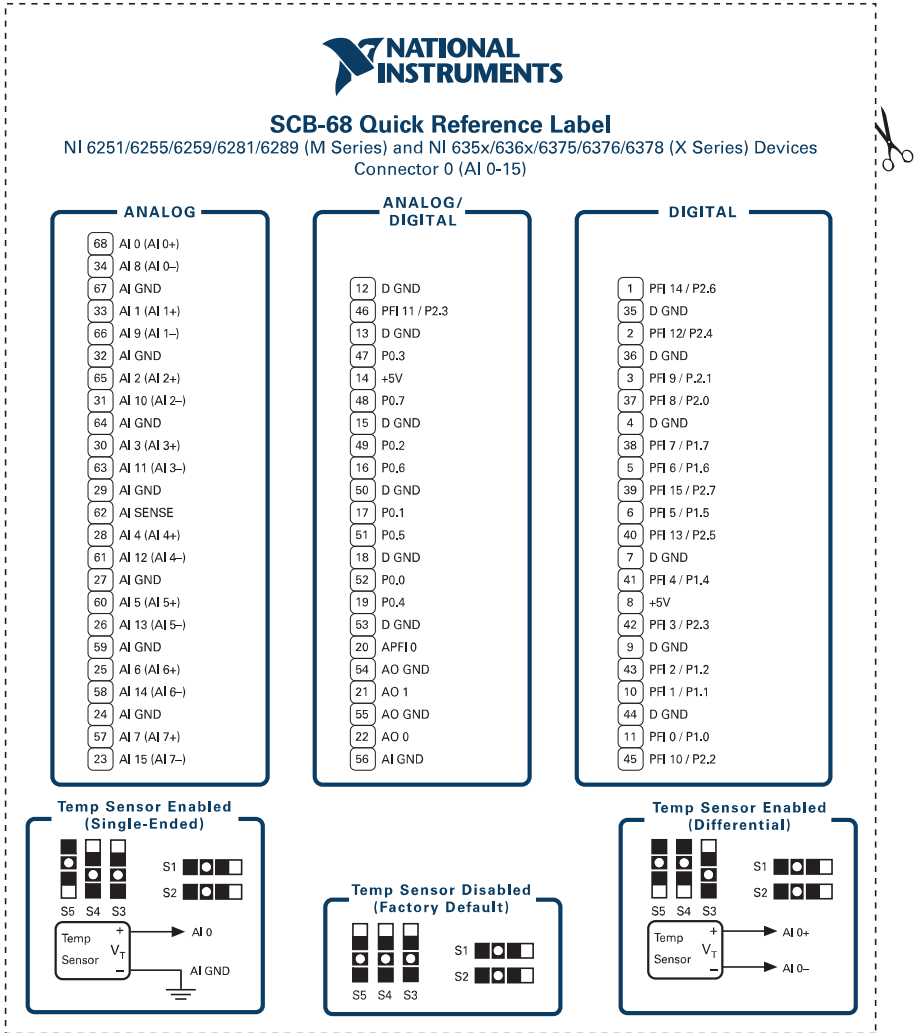 NATIONAL
INSTRUMENTS
SCB-68 Quick Reference Label
NI 6251/6255/6259/6281/6289 (M Series) and NI 635x/636x/6375/6376/6378 (X Series) Devices
Connector 0 (AI 0-15)
ANALOG
68 AI 0 (AI 0+)
34 AI 8 (AI 0–)
67 AI GND
33 AI 1 (AI 1+)
66 AI 9 (AI 1–)
32 AI GND
65 AI 2 (AI 2+)
31 AI 10 (AI 2–)
64 AI GND
30 AI 3 (AI 3+)
63 AI 11 (AI 3–)
29 AI GND
62 AI SENSE
28 AI 4 (AI 4+)
61 AI 12 (AI 4–)
27 AI GND
60 AI 5 (AI 5+)
26 AI 13 (AI 5–)
59 AI GND
25 AI 6 (AI 6+)
58 AI 14 (AI 6–)
24 AI GND
57 AI 7 (AI 7+)
23 AI 15 (AI 7–)
ANALOG/
DIGITAL
12 D GND
46 PFI 11 / P2.3
13 D GND
47 P0.3
14 +5V
48 P0.7
15 D GND
49 P0.2
16 P0.6
50 D GND
17 P0.1
51 P0.5
18 D GND
52 P0.0
19 P0.4
53 D GND
20 APFI 0
54 AO GND
21 AO 1
55 AO GND
22 AO 0
56 AI GND
DIGITAL
1 PFI 14 / P2.6
35 D GND
2 PFI 12/ P2.4
36 D GND
3 PFI 9 / P.2.1
37 PFI 8 / P2.0
4 D GND
38 PFI 7 / P1.7
5 PFI 6 / P1.6
39 PFI 15 / P2.7
6 PFI 5 / P1.5
40 PFI 13 / P2.5
7 D GND
41 PFI 4 / P1.4
8 +5V
42 PFI 3 / P2.3
9 D GND
43 PFI 2 / P1.2
10 PFI 1 / P1.1
44 D GND
11 PFI 0 / P1.0
45 PFI 10 / P2.2
Temp Sensor Enabled
(Single-Ended)
S1
S2
S5 S4 S3
Temp
Sensor
+
VT
–
AI 0
AI GND
Temp Sensor Disabled
(Factory Default)
S1
S2
S5 S4 S3
Temp Sensor Enabled
(Differential)
S1
S2
S5 S4 S3
Temp
Sensor
+
VT
–
AI 0+
AI 0–